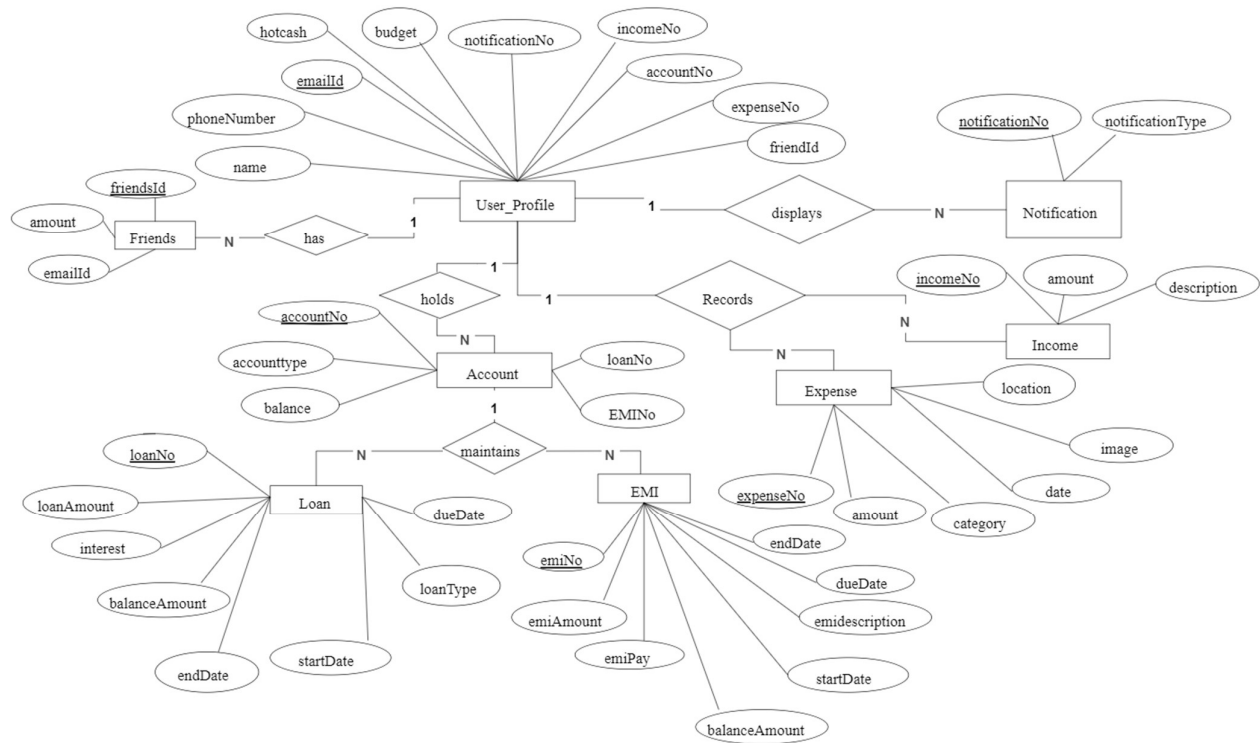 hotcash
budget
notificationNo
incomeNo
emailId
accountNo
phoneNumber
expenseNo
name
friendId
notificationNo
notificationType
friendsId
amount
emailId
Friends
N
has
1
User_Profile
1
displays
N
Notification
1
holds
N
1
Records
N
N
incomeNo
amount
description
Income
accountNo
accounttype
balance
Account
loanNo
EMINo
1
maintains
N
N
Expense
location
image
date
category
amount
expenseNo
loanNo
loanAmount
interest
balanceAmount
endDate
startDate
loanType
dueDate
Loan
EMI
emiNo
emiAmount
emiPay
balanceAmount
startDate
emidescription
dueDate
endDate